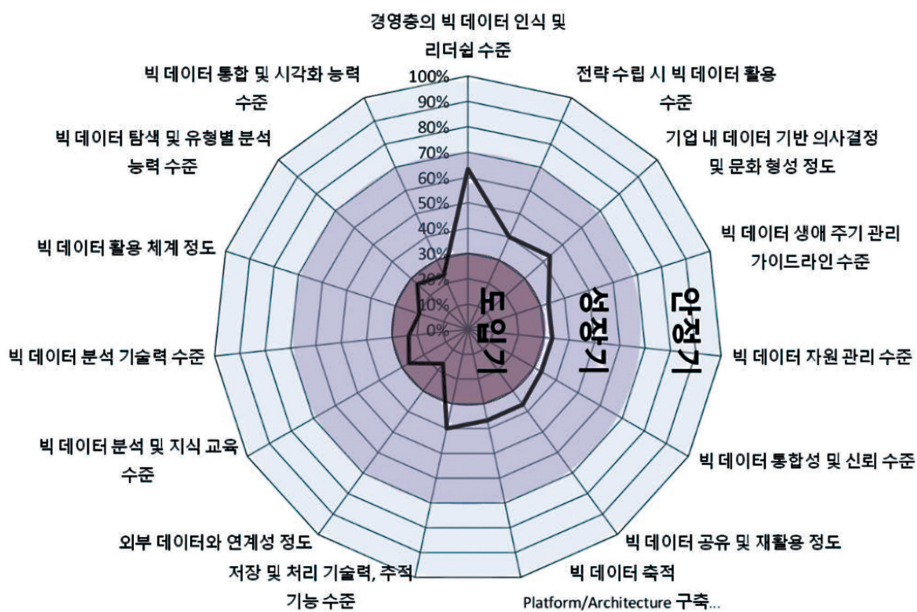 경영층의 빅 데이터 인식 및
리더쉽 수준
전략 수립 시 빅 데이터 활용
수준
기업 내 데이터 기반 의사결정
및 문화 형성 정도
빅 데이터 생애 주기 관리
가이드라인 수준
빅 데이터 자원 관리 수준
빅 데이터 통합성 및 신뢰 수준
빅 데이터 공유 및 재활용 정도
빅 데이터 축적
Platform/Architecture 구축...
저장 및 처리 기술력, 추적
기능 수준
외부 데이터와 연계성 정도
빅 데이터 분석 및 지식 교육
수준
빅 데이터 분석 기술력 수준
빅 데이터 활용 체계 정도
빅 데이터 탐색 및 유형별 분석
능력 수준
빅 데이터 통합 및 시각화 능력
수준
100%
90%
80%
70%
60%
50%
40%
30%
20%
10%
0%
도입기
성장기
안정기